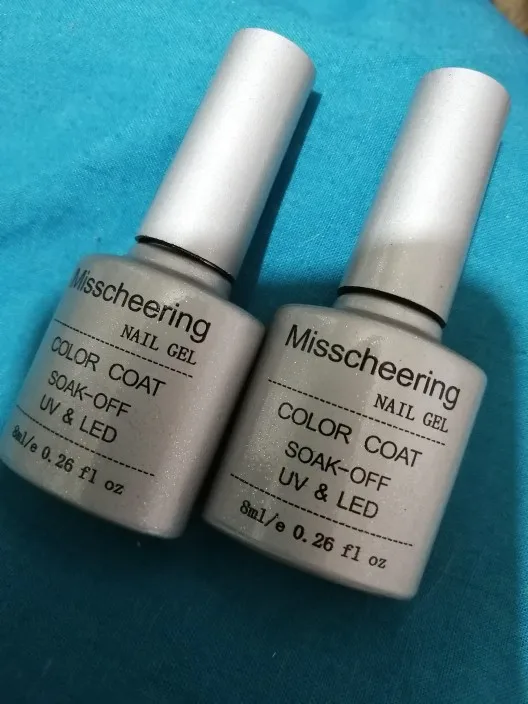 Misscheering
NAIL GEL
COLOR COAT
SOAK-OFF
UV & LED
8ml/e 0.26 fl oz
Misscheering
NAIL GEL
COLOR COAT
SOAK-OFF
UV & LED
8ml/e 0.26 fl oz